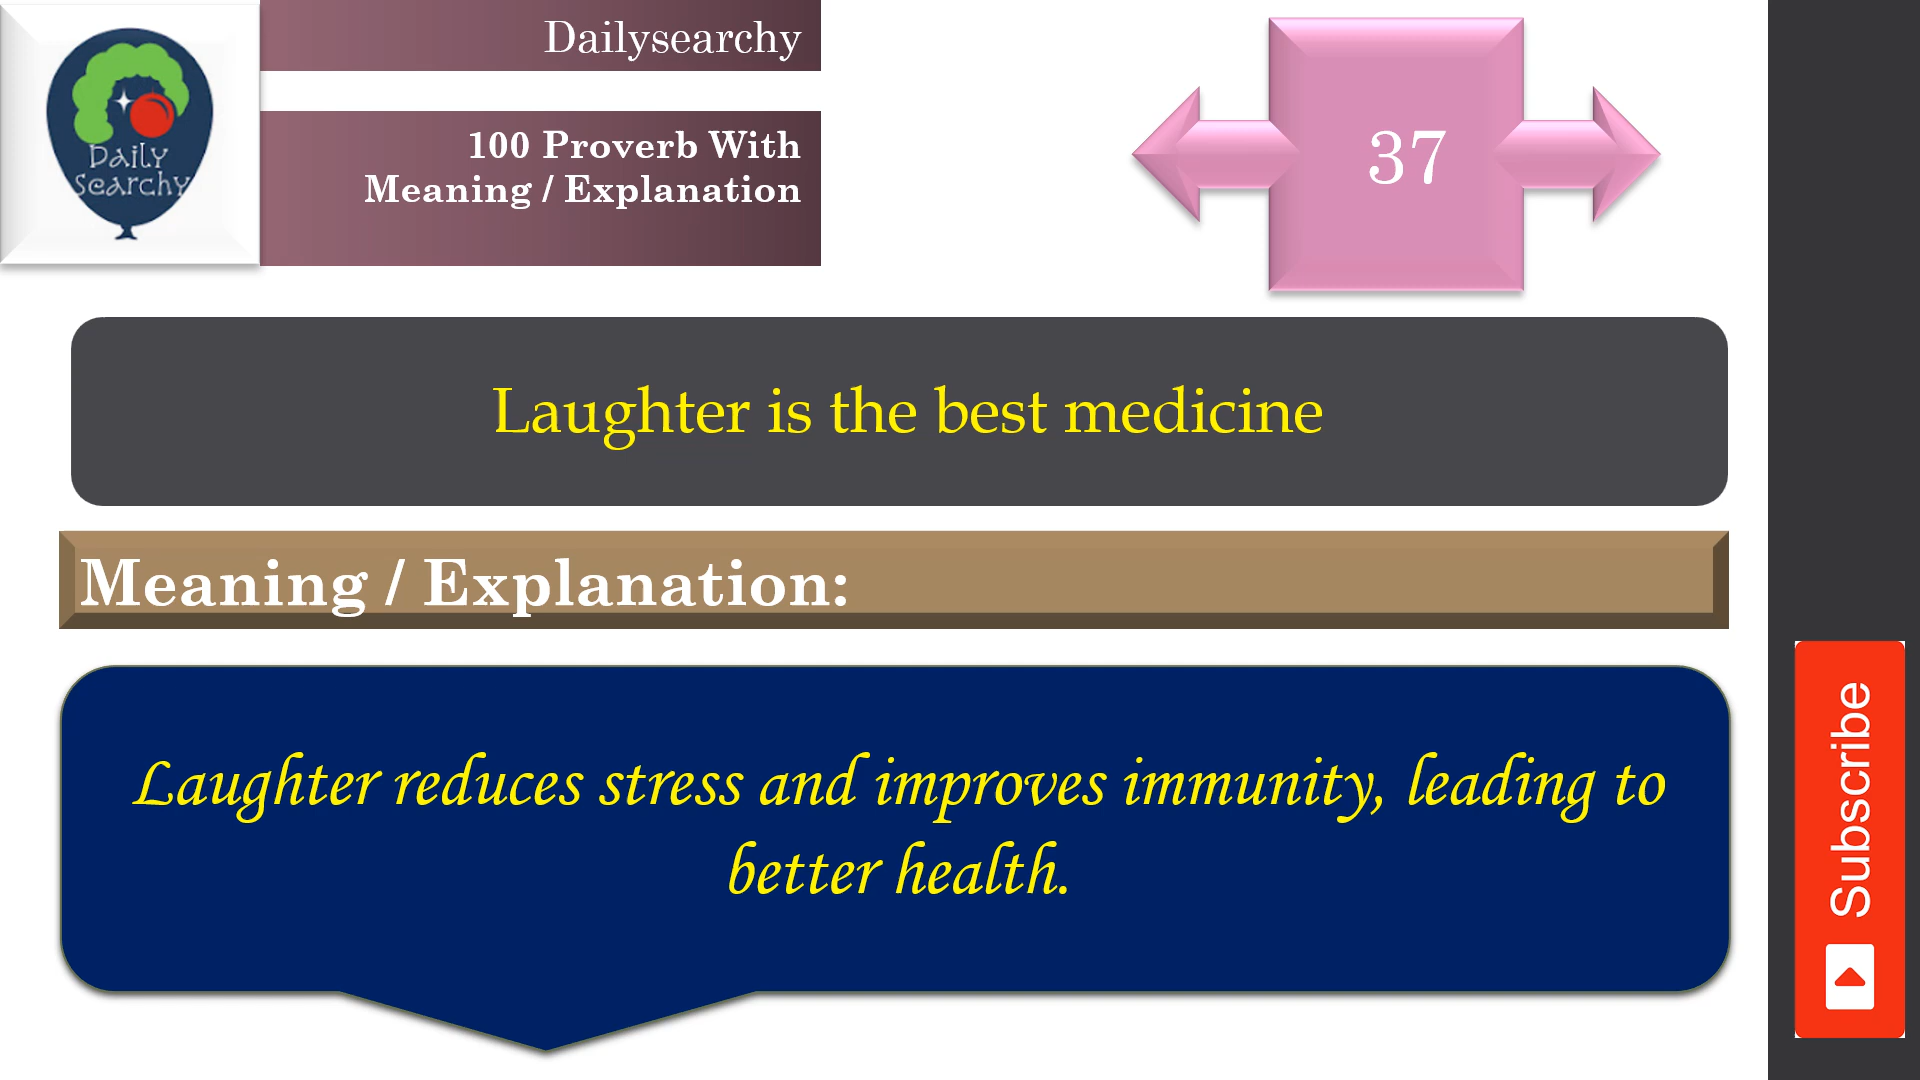 Daily
Searchy
Dailysearchy
100 Proverb With
Meaning / Explanation
37
Laughter is the best medicine
Meaning / Explanation:
Laughter reduces stress and improves immunity, leading to
better health.
Subscribe